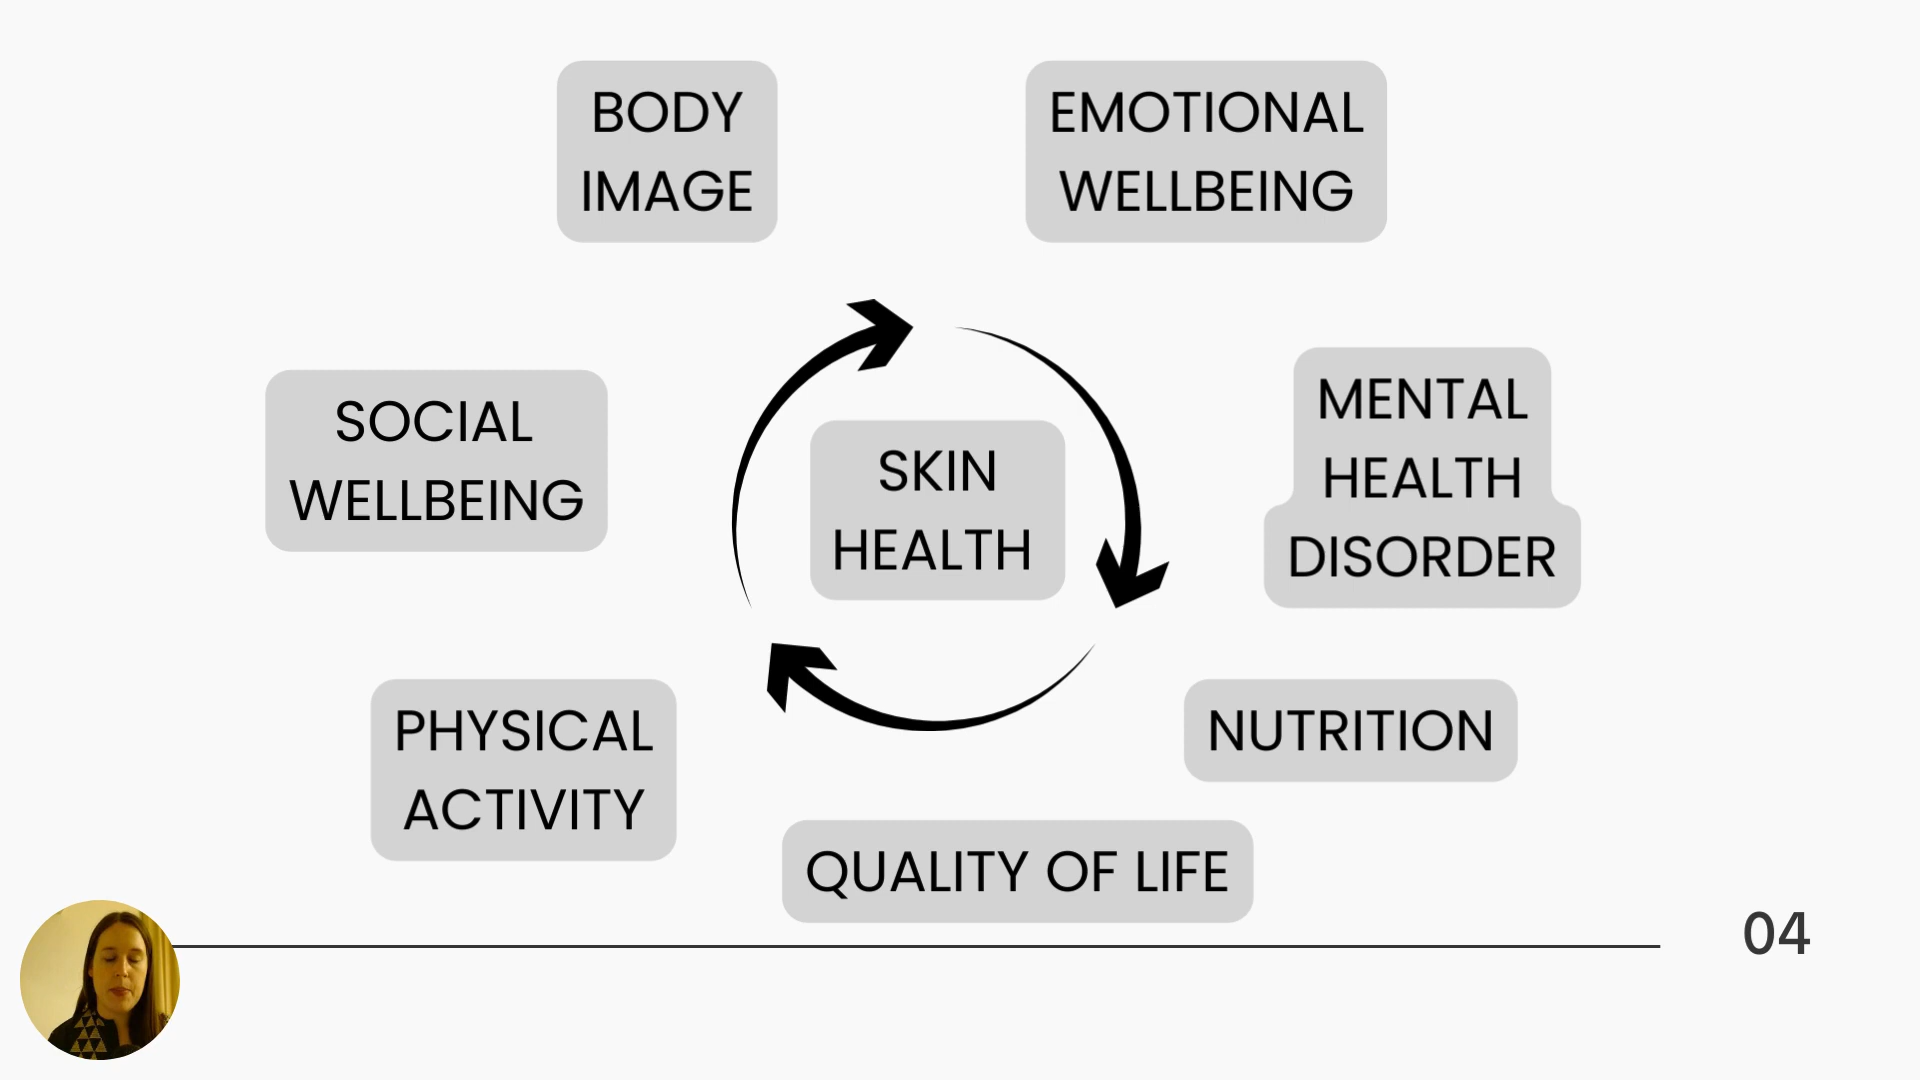 BODY
IMAGE
EMOTIONAL
WELLBEING
SOCIAL
WELLBEING
SKIN
HEALTH
MENTAL
HEALTH
DISORDER
PHYSICAL
ACTIVITY
NUTRITION
QUALITY OF LIFE
04